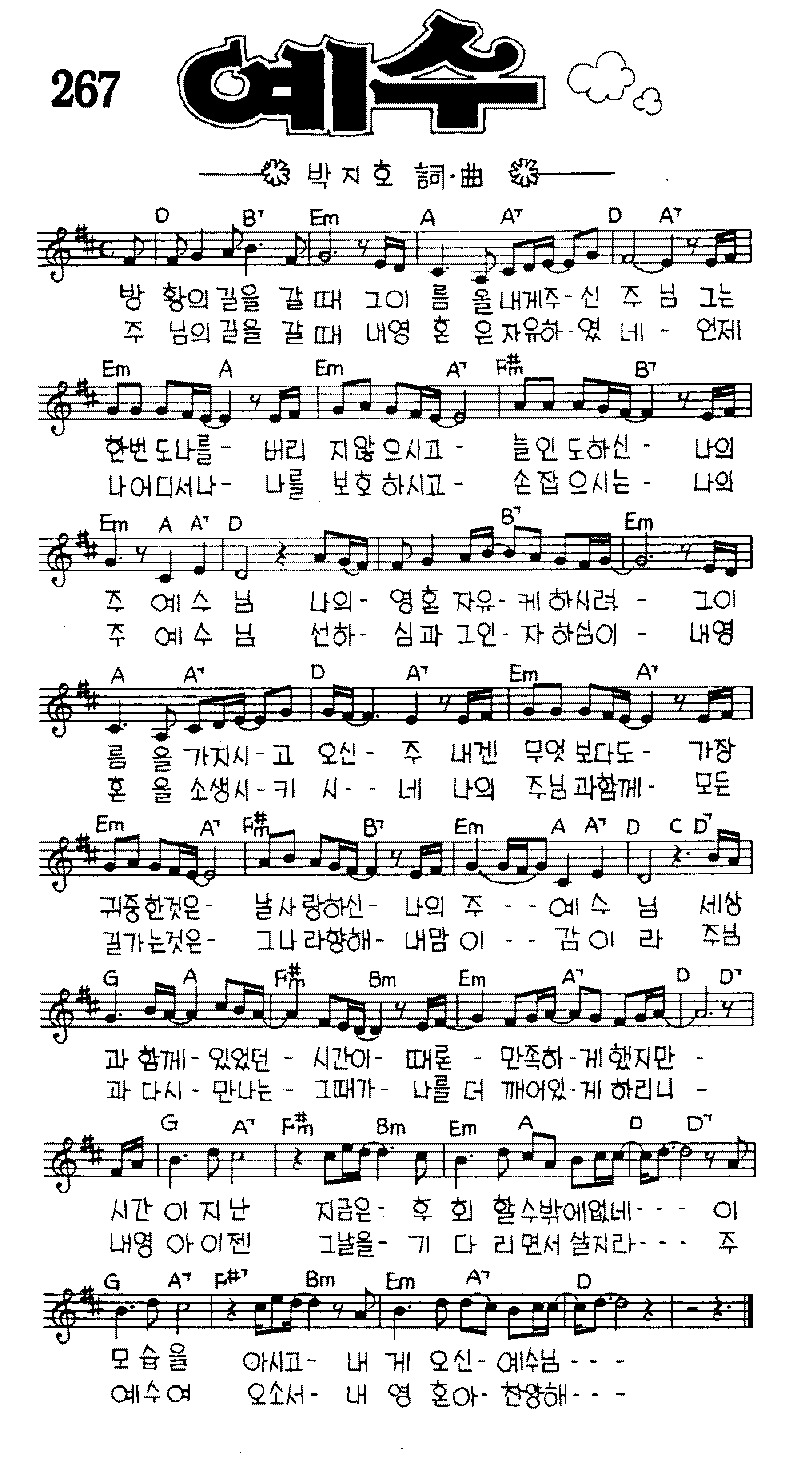 267
예수
박지호 詞·曲
D B7 Em A A7 D A7
방 황의 길을 갈 때 그이 름 을 내게주-신 주 님 그는
주 님의 길을 갈 때 내영 혼 은 자유하-였 네- 언제
Em A Em A7 F#m B7
한번 도나를- 버리 지않으시고- 늘인 도하신- 나의
나어디서나- 나를 보호 하시고- 손잡으시는- 나의
Em A A7 D B7 Em
주 예 수 님 나의- 영혼 자유-케 하시려- 그이
주 예 수 님 선하-심과 그인-자 하심이- 내영
A A7 D A7 Em A7
름 을 가지시-고 오신- 주 내겐 무엇 보다도- 가장
혼 을 소생시-키 시-- 네 나의 주님 과함께- 모든
Em A7 F#m B7 Em A A7 D C D7
귀중 한것은- 날사 랑하신- 나의 주--- 예 수 님 세상
길가는것은- 그나 라향해- 내맘 이-- 감 이 라 주님
G A F#m Bm Em A7 D D7
과 함께-있었던-시간이-때론- 만족하-게 했지만-
과 다시-만나는-그때가-나를 더 깨어있-게 하리니-
G A7 F#m Bm Em A D D7
시간 이 지 난 지금은-후 회 할수밖에없네--- 이
내영 아 이 젠 그날을-기 다 리면서 살지라--- 주
G A7 F#7 Bm Em A7 D
모 습 을 아시고- 내 게 오신-예수님---
예 수 여 오소서-내 영 혼아-찬양해---